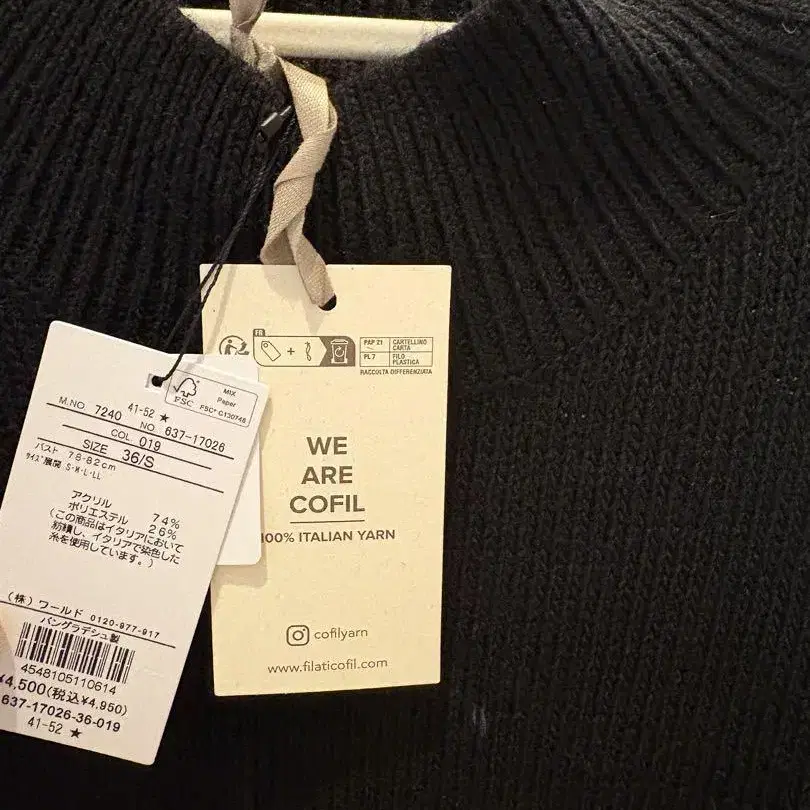 FR
+
PAP 21 CARTELLINO CARTA
PL 7 FILO PLASTICA
RACCOLTA DIFFERENZIATA
WE
ARE
COFIL
100% ITALIAN YARN
cofilyarn
www.filaticofil.com
FSC
MIX
Paper
FSC® C130748
41-52 ★
M.NO. 7240 NO. 637-17026
COL 019
SIZE 36/S
バスト 78-82cm
サイズ展開 S・M・L・LL
アクリル 74%
ポリエステル 26%
(この商品はイタリアにおいて
紡績し、イタリアで染色した
糸を使用しています。)
(株)ワールド 0120-977-917
バングラデシュ製
4548105110614
¥4,500(税込¥4,950)
637-17026-36-019
41-52 ★